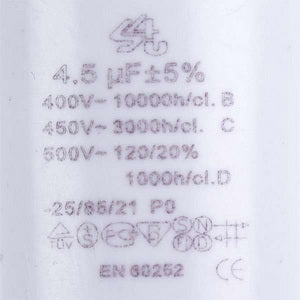 4.5 µF±5%
400V~ 10000h/cl. B
450V~ 3000h/cl. C
500V~ 120/20%
1000h/cl.D
-25/85/21 P0
TÜV
EN 60252 CE